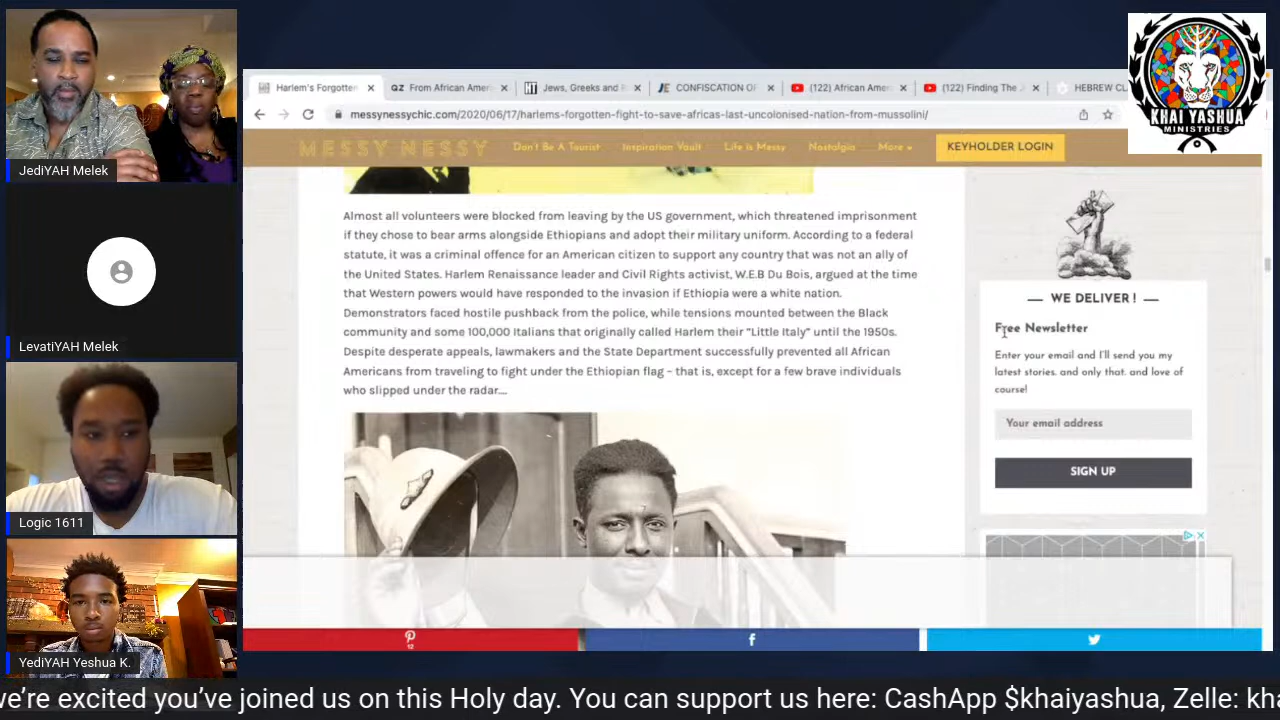 JediYAH Melek
LevatiYAH Melek
Logic 1611
YediYAH Yeshua K.
Harlem's Forgotten
QZ From African Ameri
Jews, Greeks and
CONFISCATION OF
(122) African Ameri
(122) Finding The
HEBREW CL
messynessychic.com/2020/06/17/harlems-forgotten-fight-to-save-africas-last-uncolonised-nation-from-mussolini/
KHAI YASHUA
MINISTRIES
MESSY NESSY
Don't Be A Tourist
Inspiration Vault
Life is Messy
Nostalgia
More
KEYHOLDER LOGIN
Almost all volunteers were blocked from leaving by the US government, which threatened imprisonment
if they chose to bear arms alongside Ethiopians and adopt their military uniform. According to a federal
statute, it was a criminal offence for an American citizen to support any country that was not an ally of
the United States. Harlem Renaissance leader and Civil Rights activist, W.E.B Du Bois, argued at the time
that Western powers would have responded to the invasion if Ethiopia were a white nation.
Demonstrators faced hostile pushback from the police, while tensions mounted between the Black
community and some 100,000 Italians that originally called Harlem their "Little Italy" until the 1950s.
Despite desperate appeals, lawmakers and the State Department successfully prevented all African
Americans from traveling to fight under the Ethiopian flag – that is, except for a few brave individuals
who slipped under the radar....
WE DELIVER !
Free Newsletter
Enter your email and I'll send you my
latest stories. and only that. and love of
course!
Your email address
SIGN UP
12
we're excited you've joined us on this Holy day. You can support us here: CashApp $khaiyashua, Zelle: kha